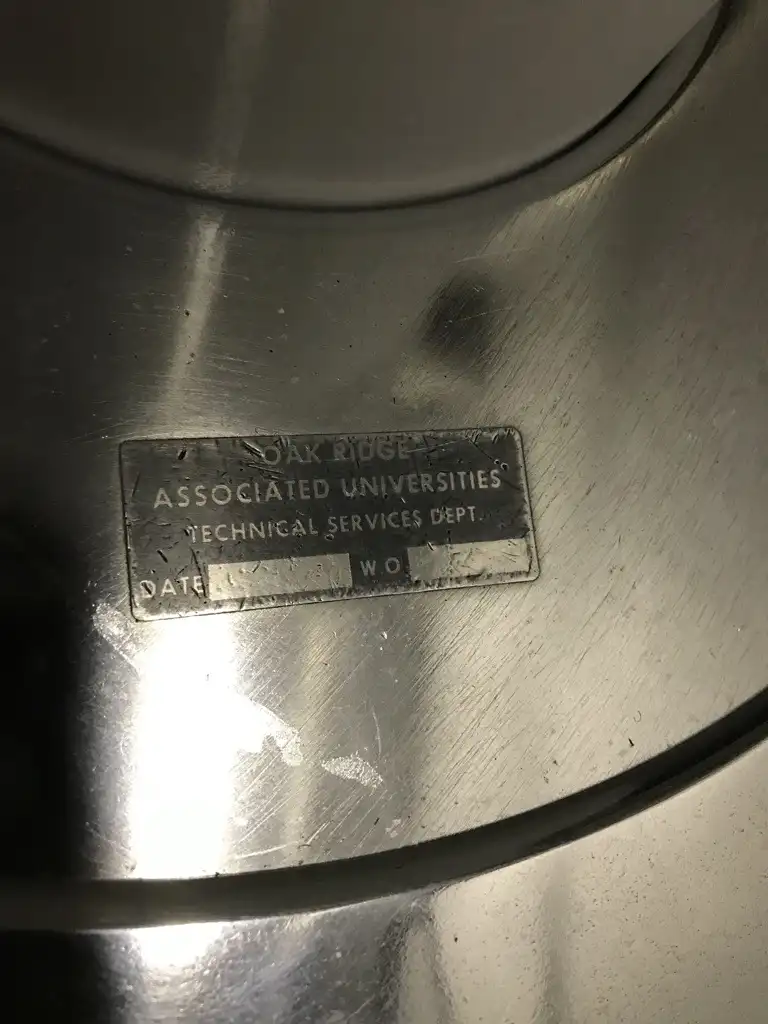 OAK RIDGE
ASSOCIATED UNIVERSITIES
TECHNICAL SERVICES DEPT.
DATE W O